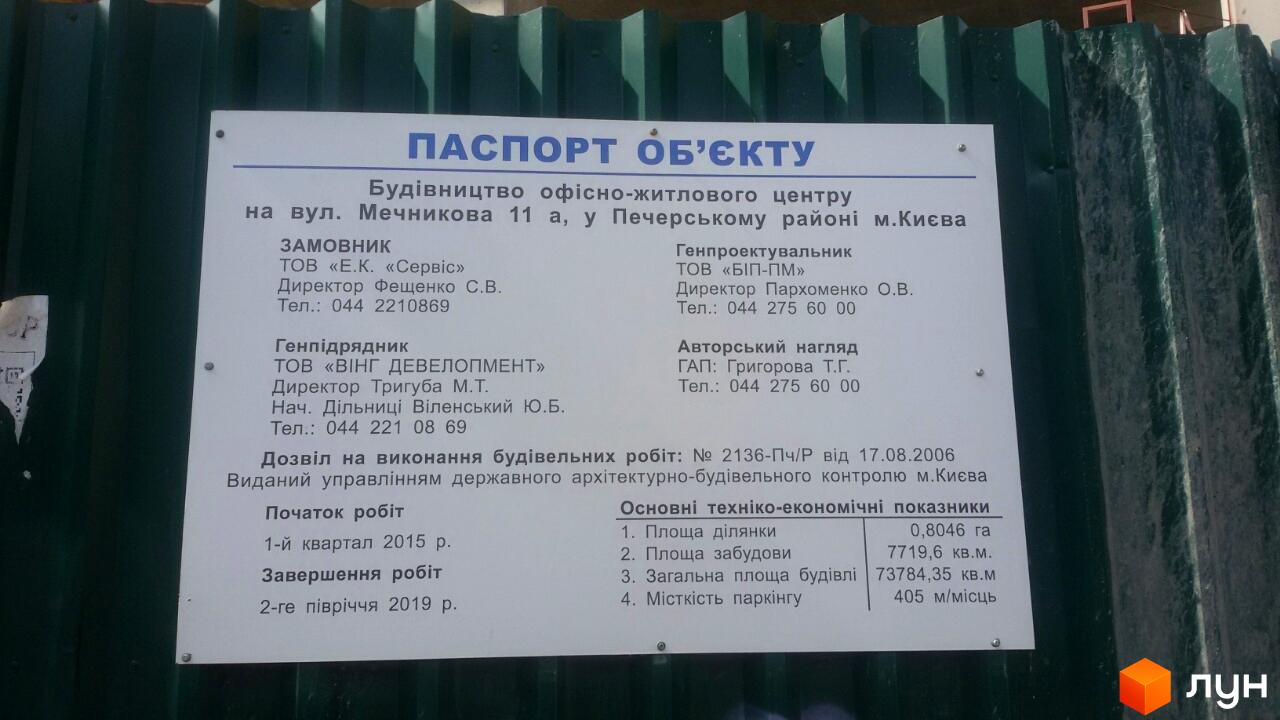 ПАСПОРТ ОБ'ЄКТУ
Будівництво офісно-житлового центру
на вул. Мечникова 11 а, у Печерському районі м.Києва
ЗАМОВНИК
ТОВ «Е.К. «Сервіс»
Директор Фещенко С.В.
Тел.: 044 2210869
Генпроектувальник
ТОВ «БІП-ПМ»
Директор Пархоменко О.В.
Тел.: 044 275 60 00
Генпідрядник
ТОВ «ВІНГ ДЕВЕЛОПМЕНТ»
Директор Тригуба М.Т.
Нач. Дільниці Віленський Ю.Б.
Тел.: 044 221 08 69
Авторський нагляд
ГАП: Григорова Т.Г.
Тел.: 044 275 60 00
Дозвіл на виконання будівельних робіт: № 2136-Пч/Р від 17.08.2006
Виданий управлінням державного архітектурно-будівельного контролю м.Києва
Початок робіт
1-й квартал 2015 р.
Завершення робіт
2-ге півріччя 2019 р.
Основні техніко-економічні показники
1. Площа ділянки 0,8046 га
2. Площа забудови 7719,6 кв.м.
3. Загальна площа будівлі 73784,35 кв.м
4. Місткість паркінгу 405 м/місць
лун